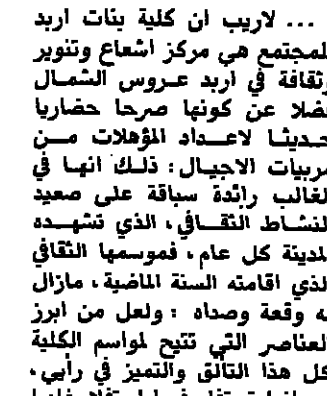 ... لاريب ان كلية بنات اربد
للمجتمع هي مركز اشعاع وتنوير
وثقافة في اربد عروس الشمال
فضلا عن كونها صرحا حضاريا
حديثا لاعداد المؤهلات من
مربيات الاجيال : ذلك انها في
الغالب رائدة سباقة على صعيد
النشاط الثقافي ، الذي تشهده
المدينة كل عام ، فموسمها الثقافي
الذي اقامته السنة الماضية ، مازال
له وقعة وصداه : ولعل من ابرز
العناصر التي تتيح لمواسم الكلية
كل هذا التألق والتميز في رأيي ،